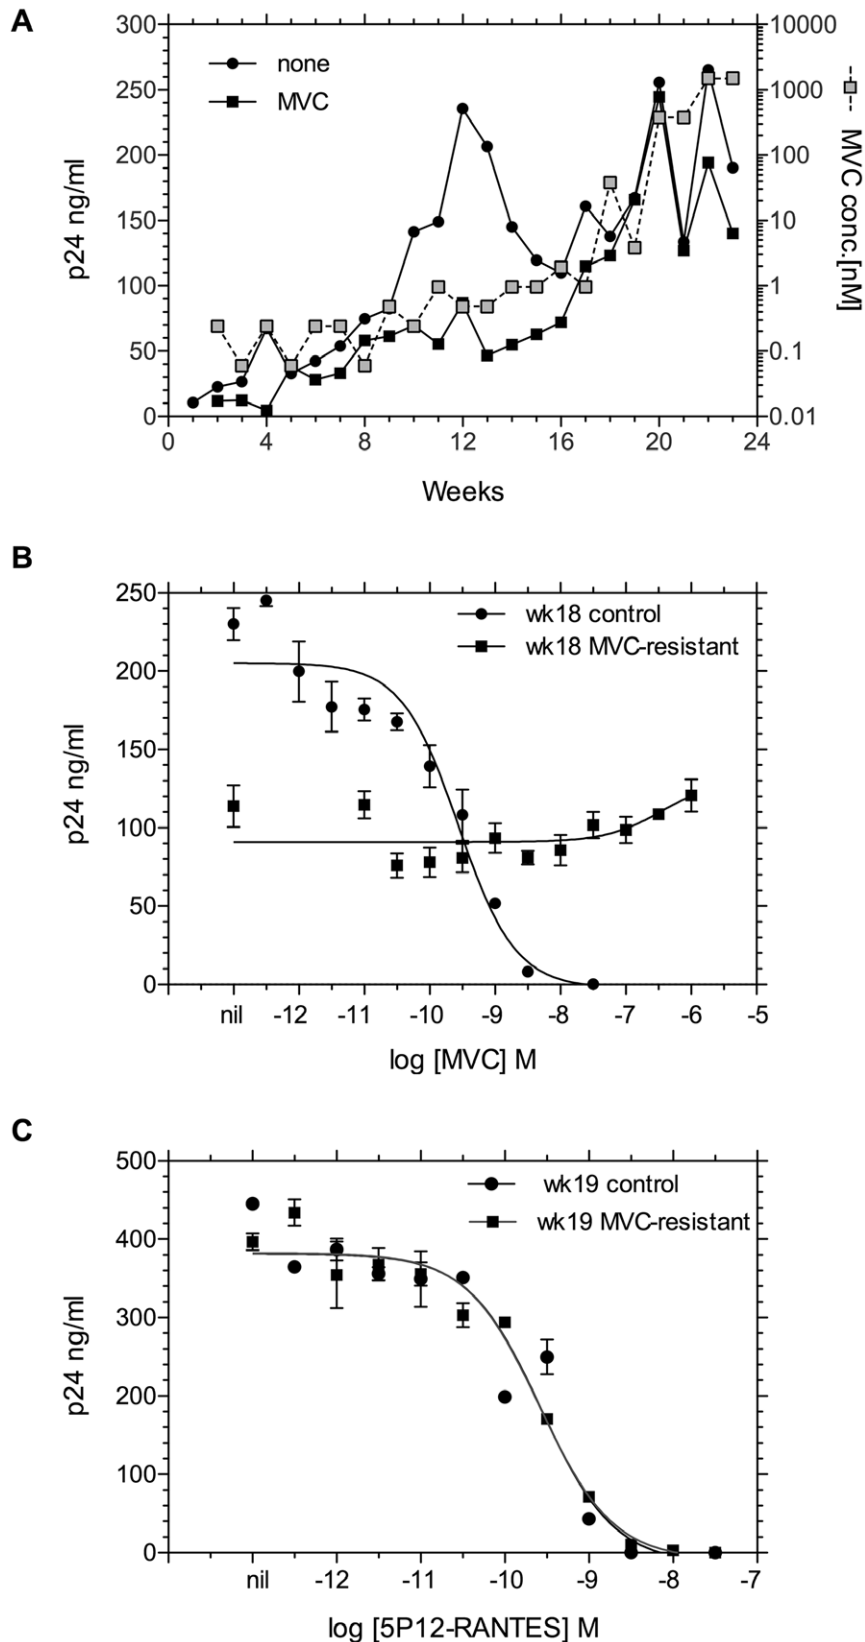 A
300
250
200
150
100
50
0
p24 ng/ml
none
MVC
10000
1000
100
10
1
0.1
0.01
MVC conc.[nM]
0 4 8 12 16 20 24
Weeks
B
250
200
150
100
50
0
p24 ng/ml
wk18 control
wk18 MVC-resistant
nil -12 -11 -10 -9 -8 -7 -6 -5
log [MVC] M
C
500
400
300
200
100
0
p24 ng/ml
wk19 control
wk19 MVC-resistant
nil -12 -11 -10 -9 -8 -7
log [5P12-RANTES] M